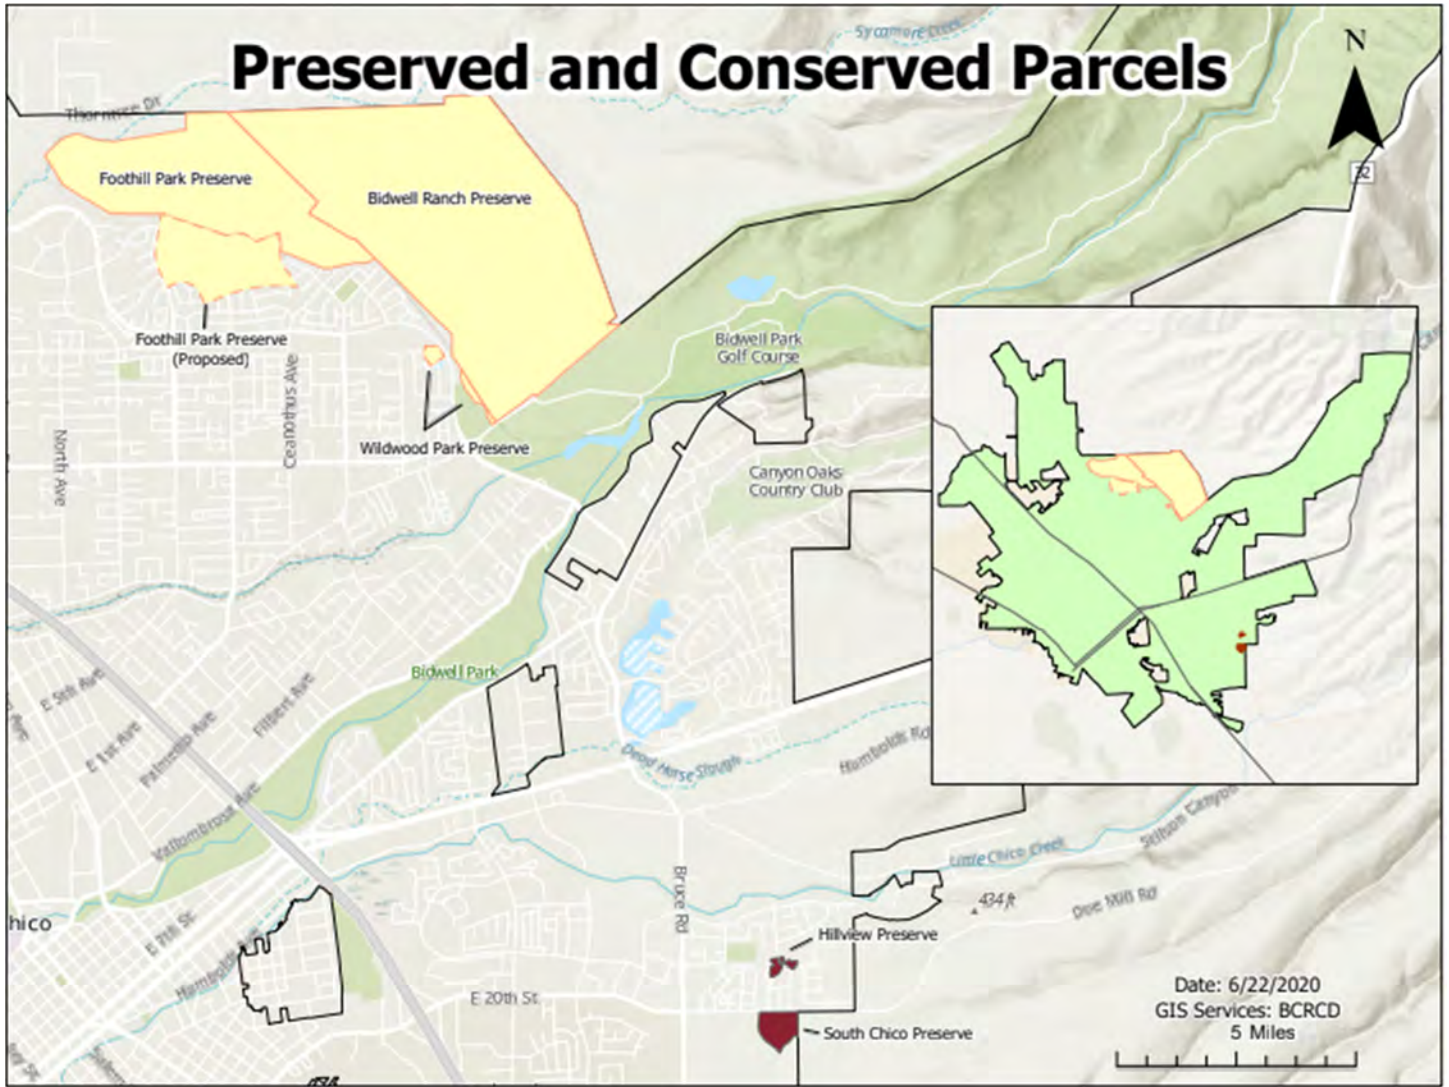 Sycamore Creek
Preserved and Conserved Parcels
N
Thorntree Dr
32
Foothill Park Preserve
Bidwell Ranch Preserve
Foothill Park Preserve
(Proposed)
Bidwell Park
Golf Course
Ceanothus Ave
North Ave
Wildwood Park Preserve
Canyon Oaks
Country Club
Bidwell Park
E 5th Ave
E 1st Ave
Palmetto Ave
Filbert Ave
Vallombrosa Ave
Dead Horse Slough
Humboldt Rd
Stilson Canyon
Little Chico Creek
434 ft
Doe Mill Rd
Bruce Rd
hico
E 9th St
Humboldt Ave
Hillview Preserve
E 20th St
South Chico Preserve
Date: 6/22/2020
GIS Services: BCRCD
5 Miles